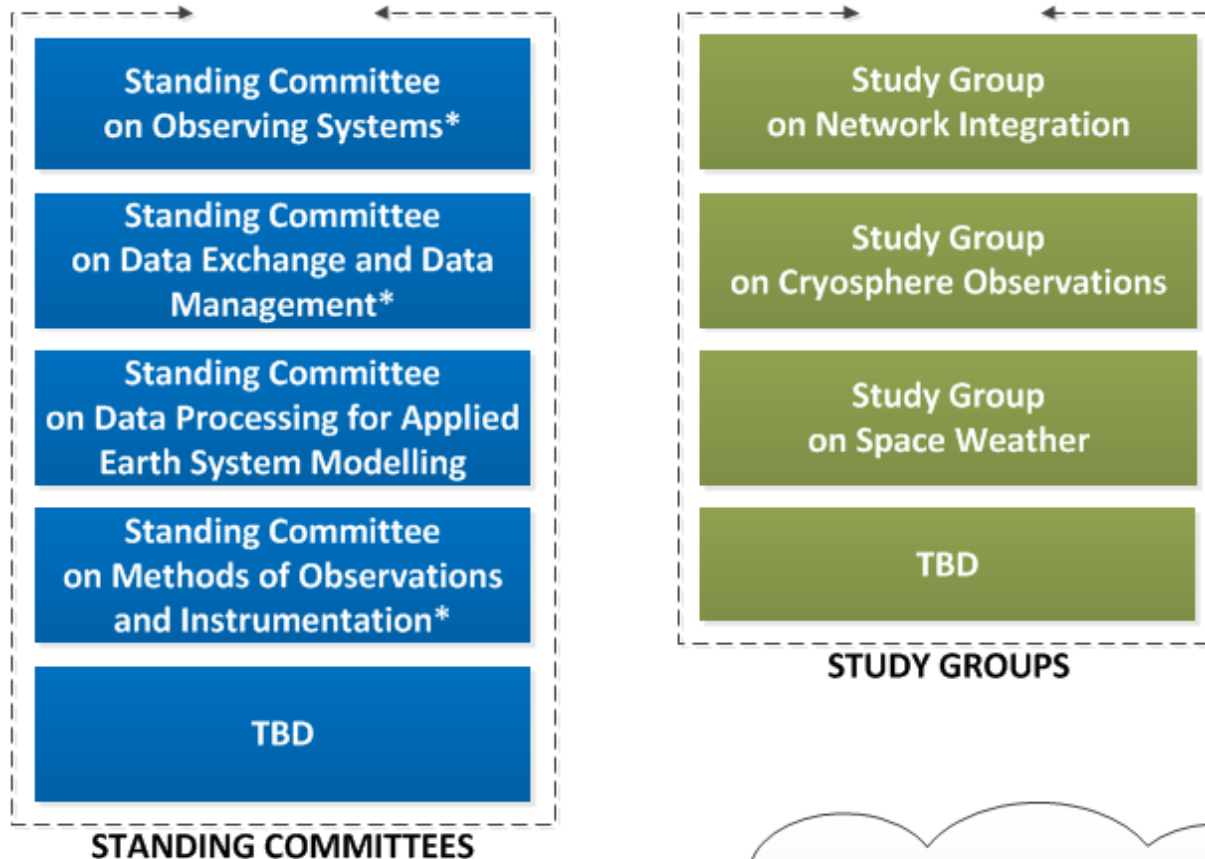 Standing Committee
on Observing Systems*
Standing Committee
on Data Exchange and Data
Management*
Standing Committee
on Data Processing for Applied
Earth System Modelling
Standing Committee
on Methods of Observations
and Instrumentation*
TBD
STANDING COMMITTEES
Study Group
on Network Integration
Study Group
on Cryosphere Observations
Study Group
on Space Weather
TBD
STUDY GROUPS